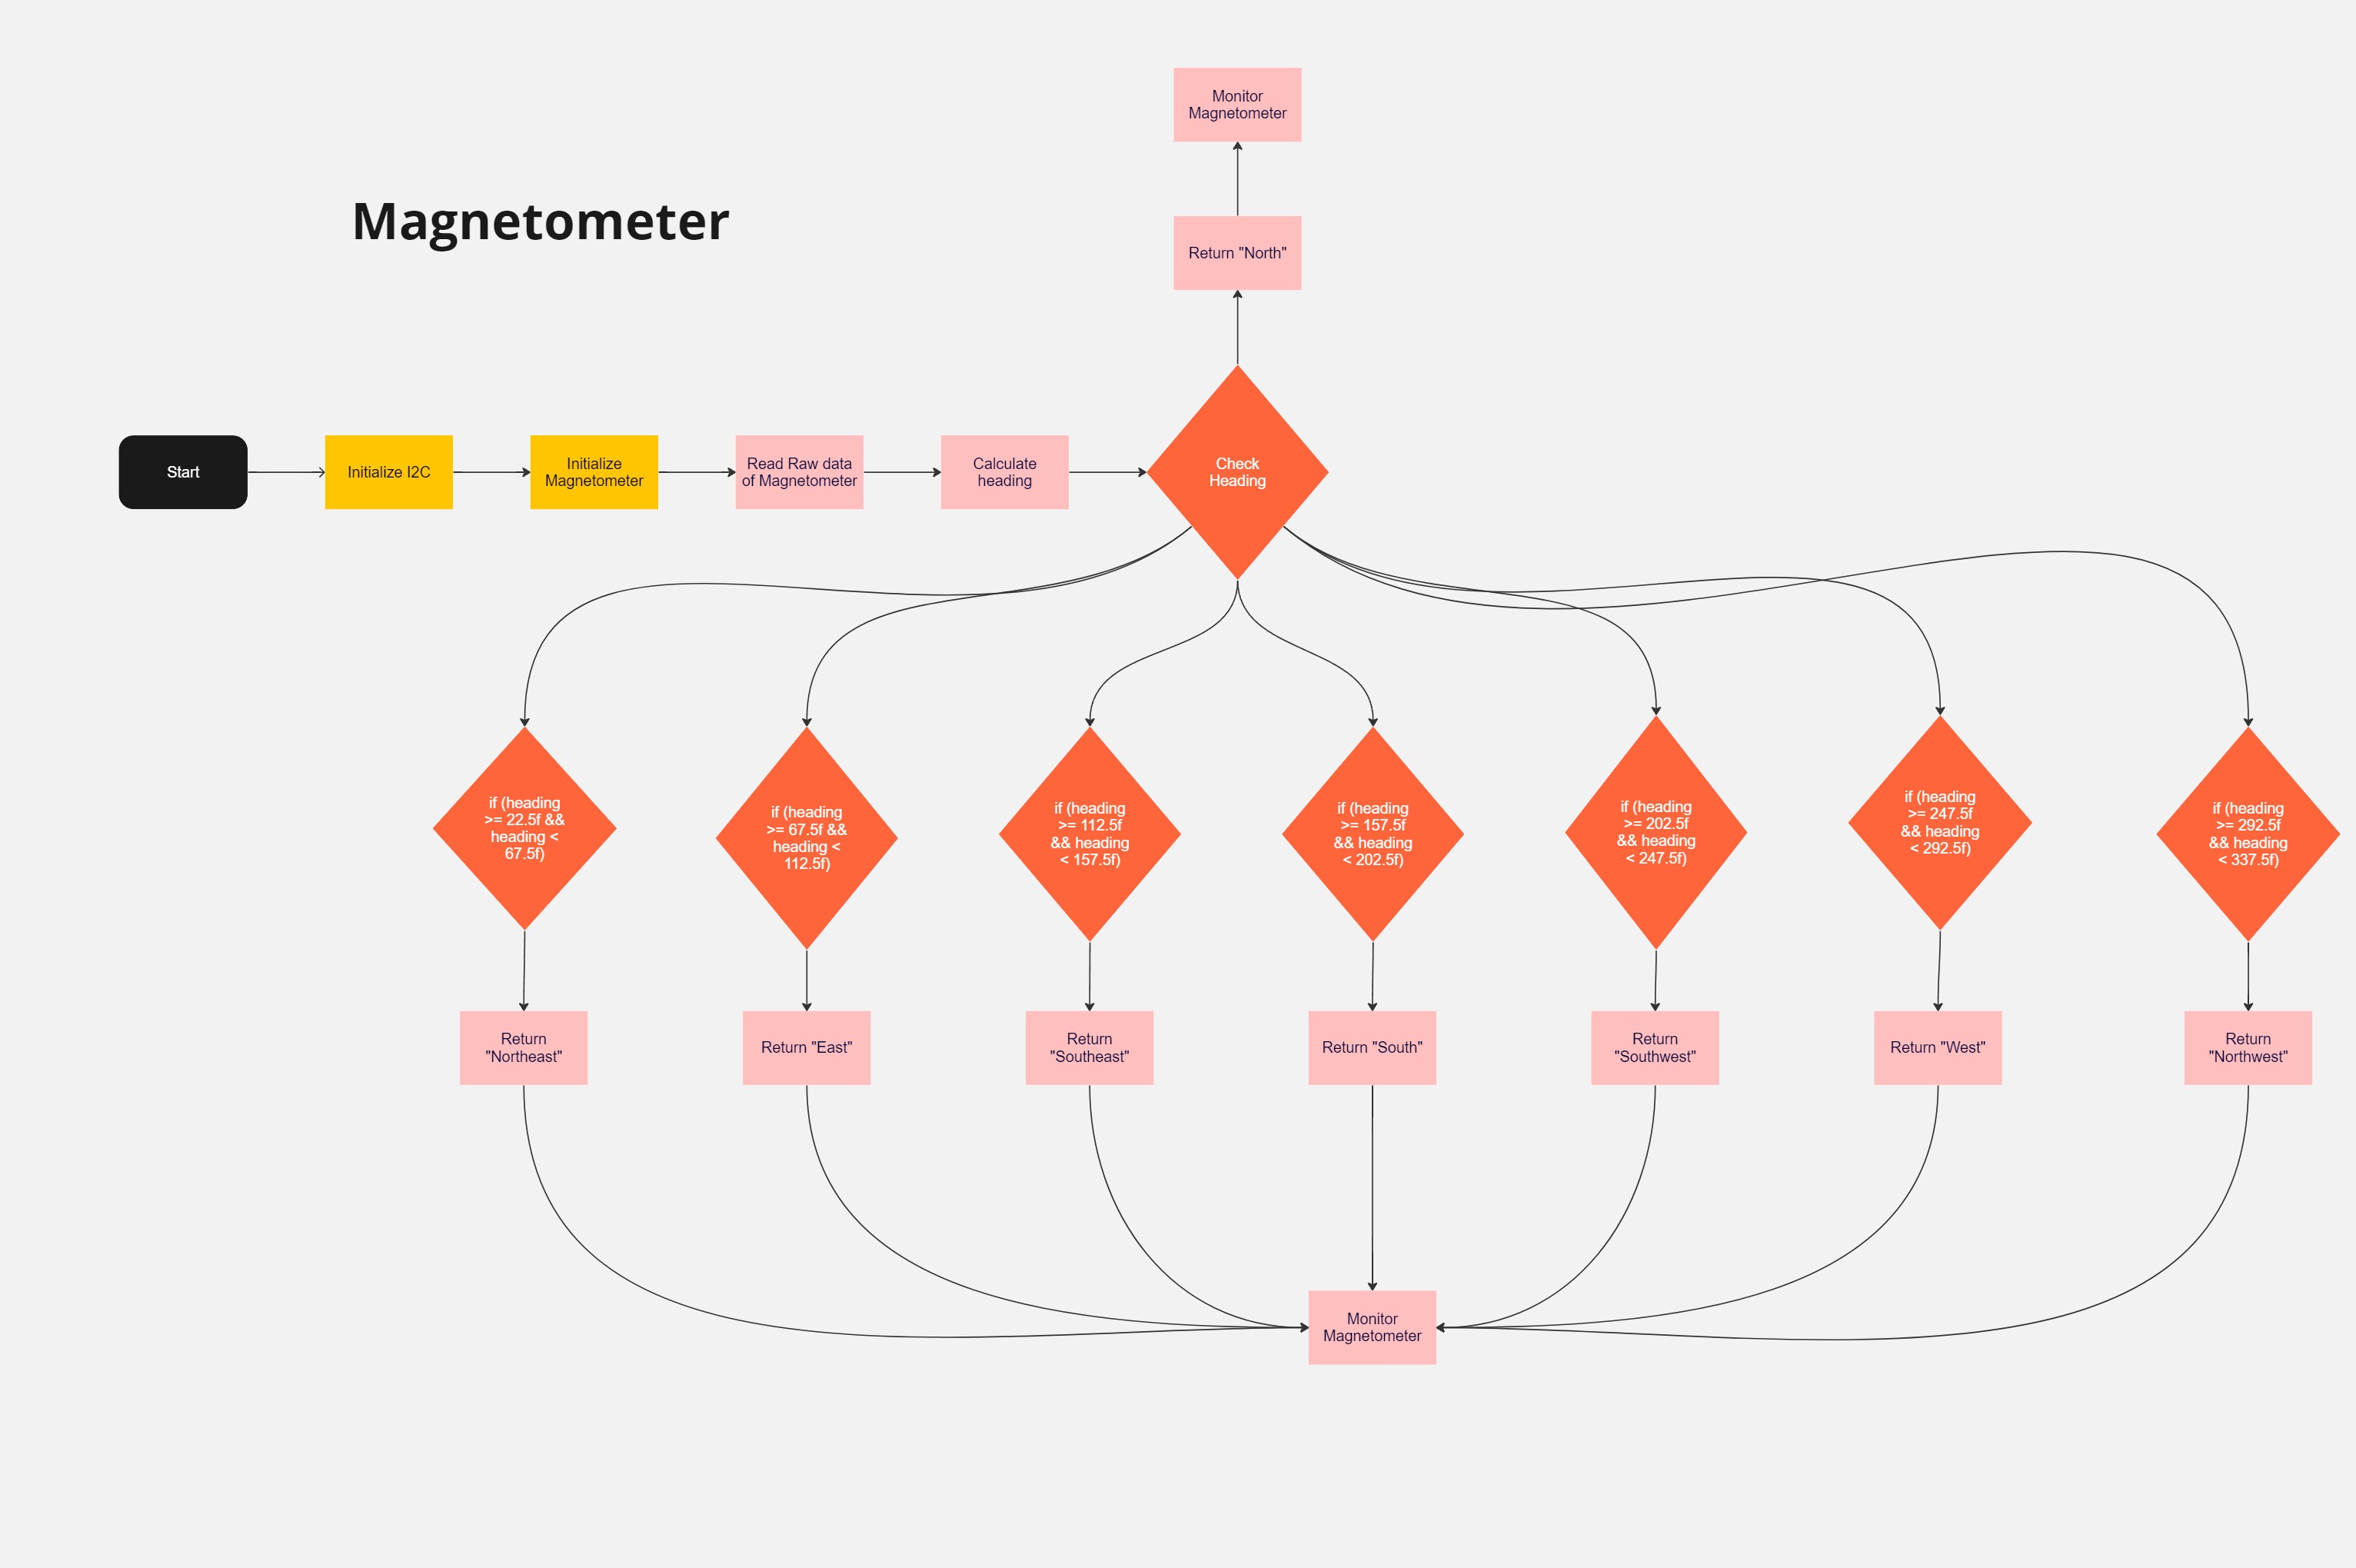 Monitor
Magnetometer
Magnetometer
Return "North"
Start
Initialize I2C
Initialize
Magnetometer
Read Raw data
of Magnetometer
Calculate
heading
Check
Heading
if (heading
>= 22.5f &&
heading <
67.5f)
if (heading
>= 67.5f &&
heading <
112.5f)
if (heading
>= 112.5f
&& heading
< 157.5f)
if (heading
>= 157.5f
&& heading
< 202.5f)
if (heading
>= 202.5f
&& heading
< 247.5f)
if (heading
>= 247.5f
&& heading
< 292.5f)
if (heading
>= 292.5f
&& heading
< 337.5f)
Return
"Northeast"
Return "East"
Return
"Southeast"
Return "South"
Return
"Southwest"
Return "West"
Return
"Northwest"
Monitor
Magnetometer